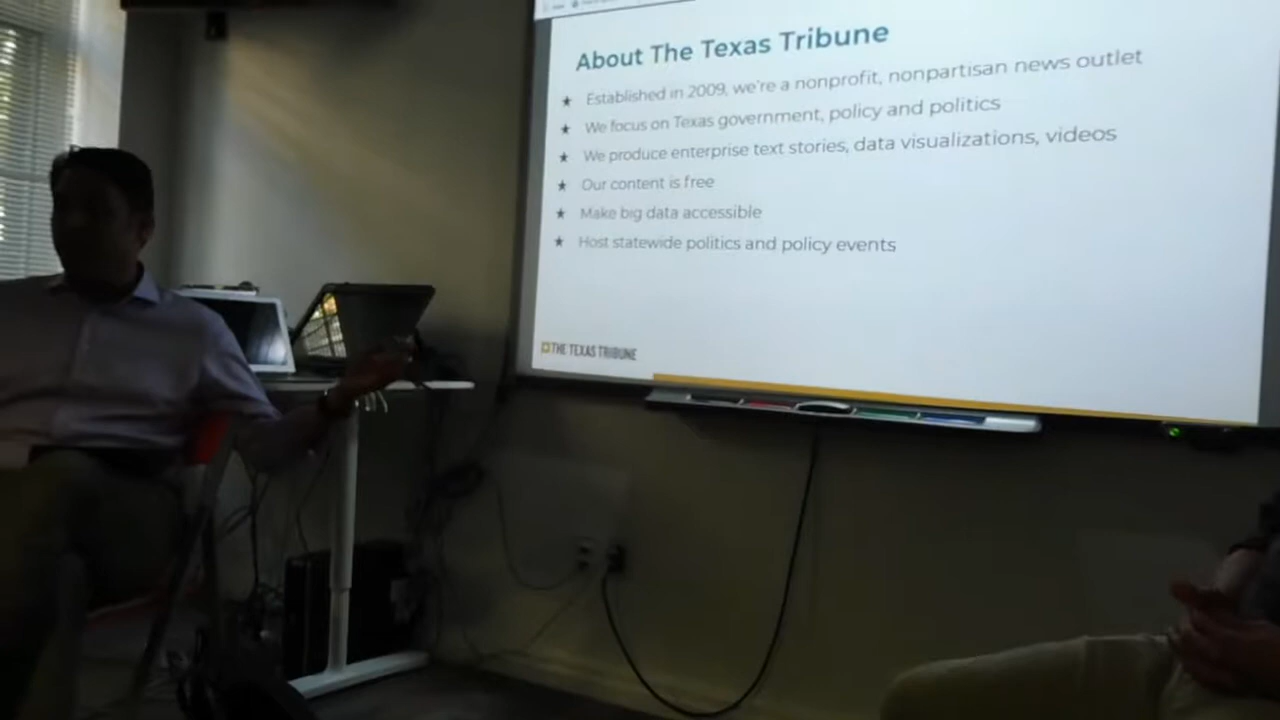 About The Texas Tribune
★ Established in 2009, we're a nonprofit, nonpartisan news outlet
★ We focus on Texas government, policy and politics
★ We produce enterprise text stories, data visualizations, videos
★ Our content is free
★ Make big data accessible
★ Host statewide politics and policy events
THE TEXAS TRIBUNE